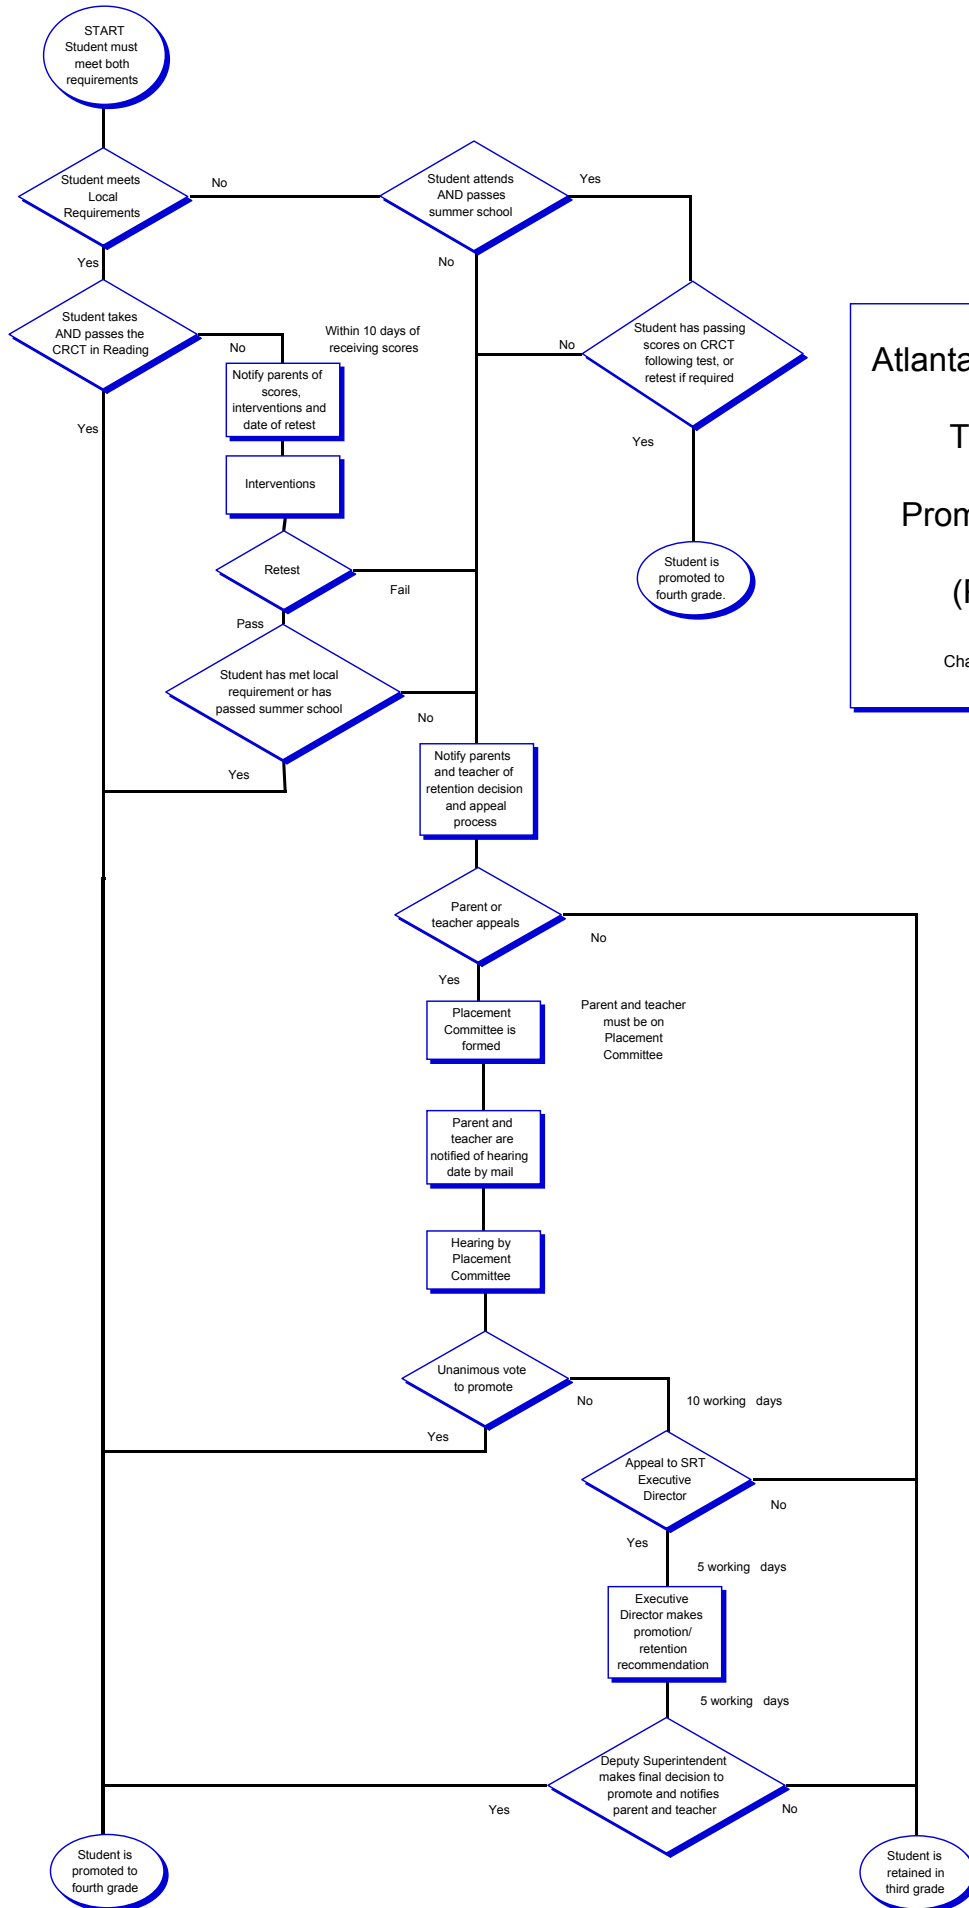 START
Student must
meet both
requirements
Student meets
Local
Requirements
No
Student attends
AND passes
summer school
Yes
Yes
No
Student takes
AND passes the
CRCT in Reading
No
Within 10 days of
receiving scores
No
Student has passing
scores on CRCT
following test, or
retest if required
Atlanta
Notify parents of
scores,
interventions and
date of retest
Yes
Yes
T
Interventions
Prom
Retest
Fail
Student is
promoted to
fourth grade.
(
Pass
Cha
Student has met local
requirement or has
passed summer school
No
Yes
Notify parents
and teacher of
retention decision
and appeal
process
Parent or
teacher appeals
No
Yes
Placement
Committee is
formed
Parent and teacher
must be on
Placement
Committee
Parent and
teacher are
notified of hearing
date by mail
Hearing by
Placement
Committee
Unanimous vote
to promote
No
10 working days
Yes
Appeal to SRT
Executive
Director
No
Yes
5 working days
Executive
Director makes
promotion/
retention
recommendation
5 working days
Deputy Superintendent
makes final decision to
promote and notifies
parent and teacher
Yes
No
Student is
promoted to
fourth grade
Student is
retained in
third grade